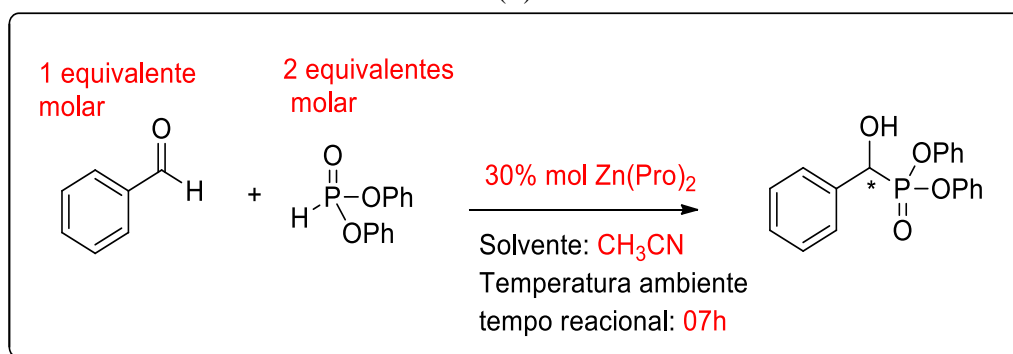 1 equivalente
molar
2 equivalentes
molar
O
H
+
O
P
H
OPh
OPh
30% mol Zn(Pro)₂
Solvente: CH₃CN
Temperatura ambiente
tempo reacional: 07h
OH
OPh
P
OPh
*
O